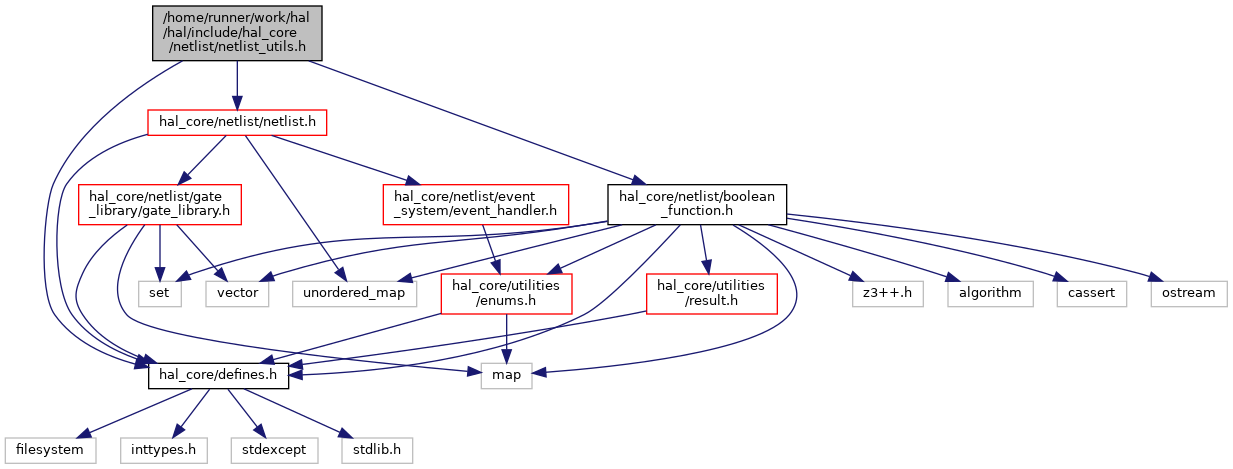 /home/runner/work/hal
/hal/include/hal_core
/netlist/netlist_utils.h
hal_core/netlist/netlist.h
hal_core/netlist/gate
_library/gate_library.h
hal_core/netlist/event
_system/event_handler.h
hal_core/netlist/boolean
_function.h
set
vector
unordered_map
hal_core/utilities
/enums.h
hal_core/utilities
/result.h
z3++.h
algorithm
cassert
ostream
hal_core/defines.h
map
filesystem
inttypes.h
stdexcept
stdlib.h